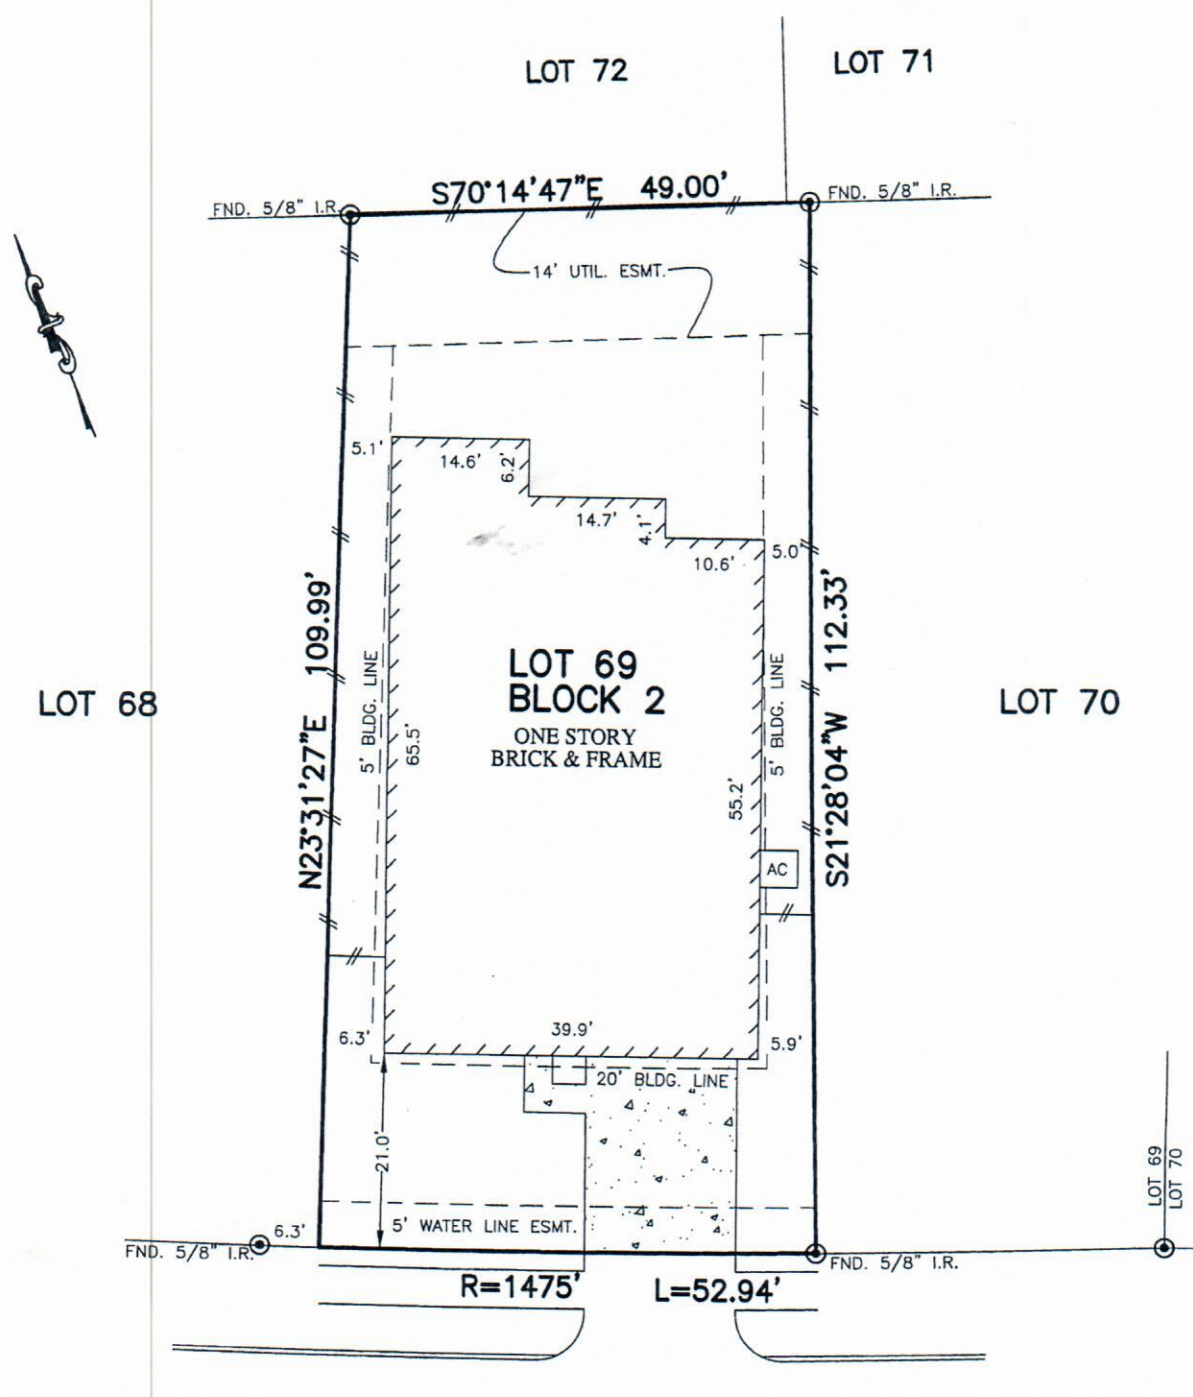 LOT 72
LOT 71
S70°14'47"E 49.00'
FND. 5/8" I.R.
FND. 5/8" I.R.
14' UTIL. ESMT.
5.1'
14.6'
6.2'
14.7'
4.1'
10.6'
5.0'
N23°31'27"E 109.99'
5' BLDG. LINE
65.5'
LOT 69
BLOCK 2
ONE STORY
BRICK & FRAME
55.2'
5' BLDG. LINE
S21°28'04"W 112.33'
LOT 68
LOT 70
AC
6.3'
39.9'
5.9'
20' BLDG. LINE
21.0'
5' WATER LINE ESMT.
6.3'
FND. 5/8" I.R.
FND. 5/8" I.R.
LOT 69
LOT 70
R=1475' L=52.94'